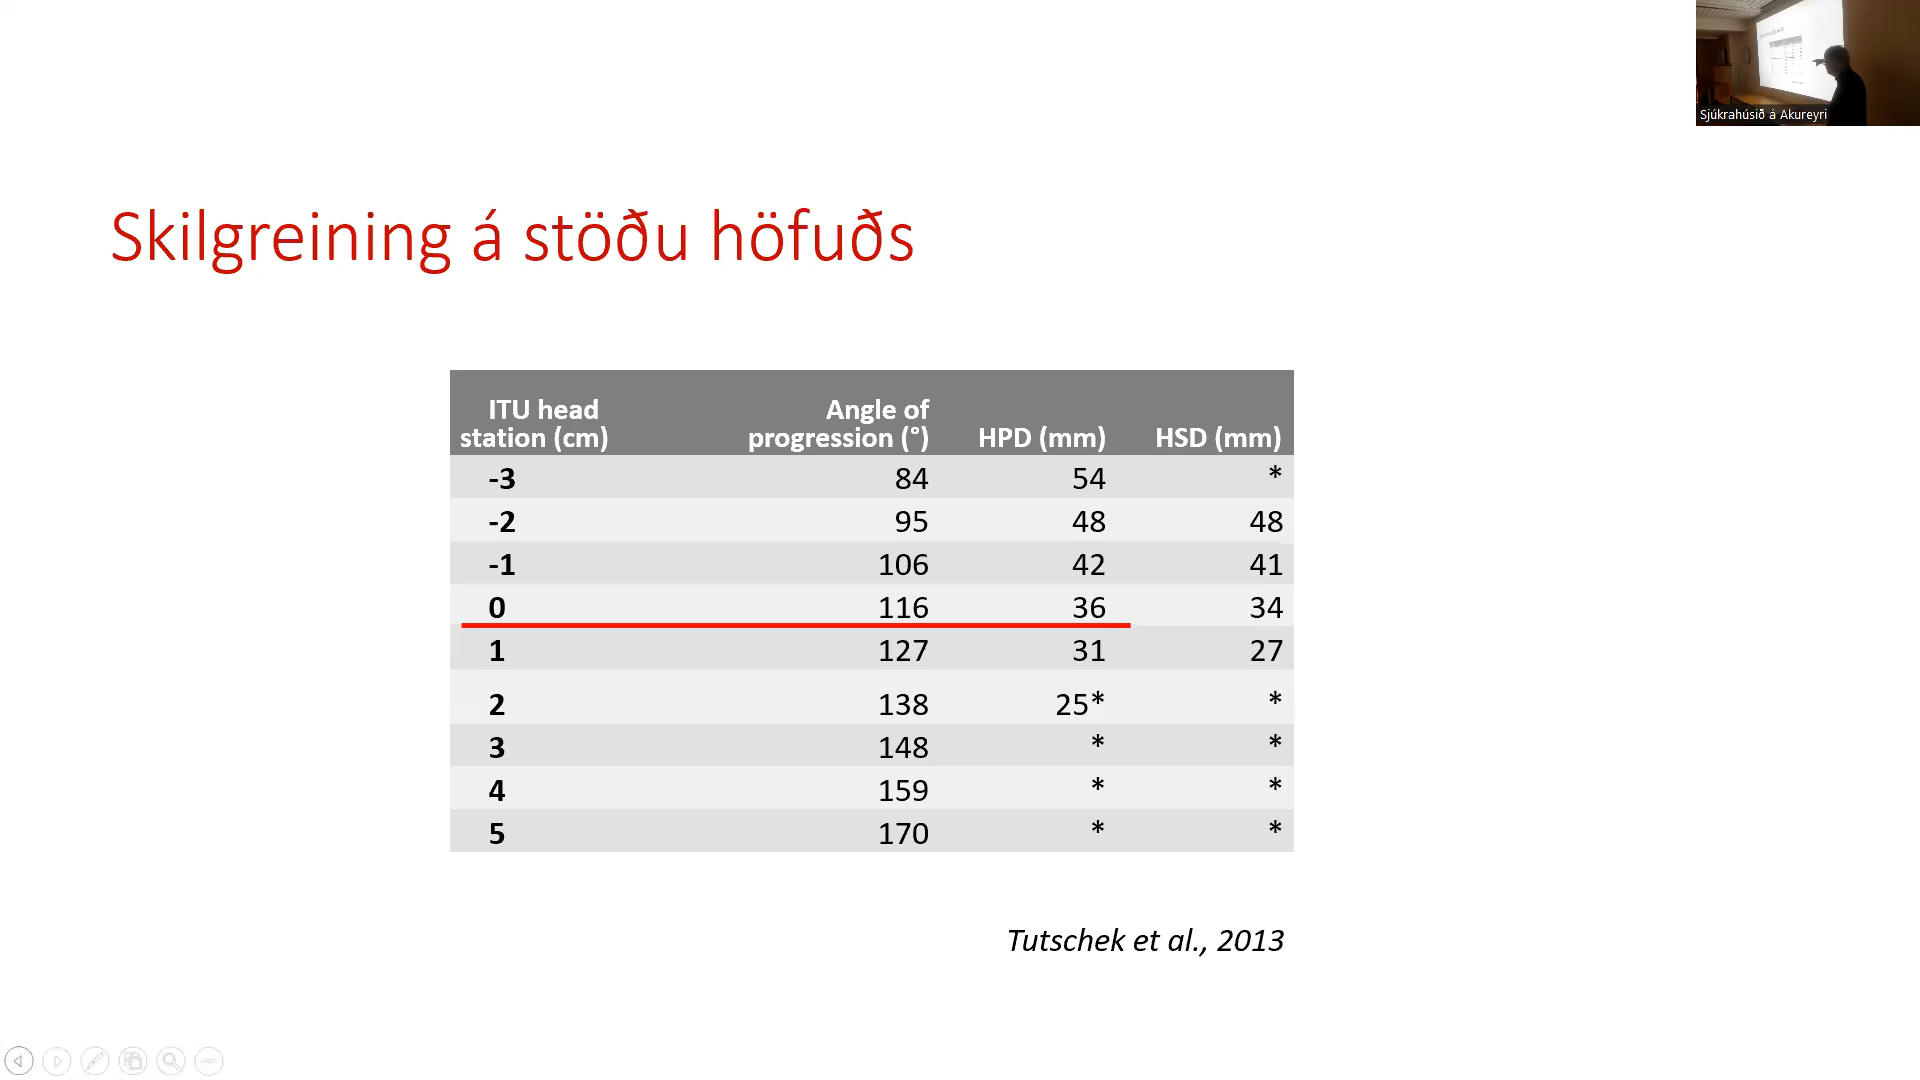 Sjúkrahúsið á Akureyri
Skilgreining á stöðu höfuðs
ITU head station (cm) Angle of progression (°) HPD (mm) HSD (mm)
-3 84 54 *
-2 95 48 48
-1 106 42 41
0 116 36 34
1 127 31 27
2 138 25* *
3 148 * *
4 159 * *
5 170 * *
Tutschek et al., 2013